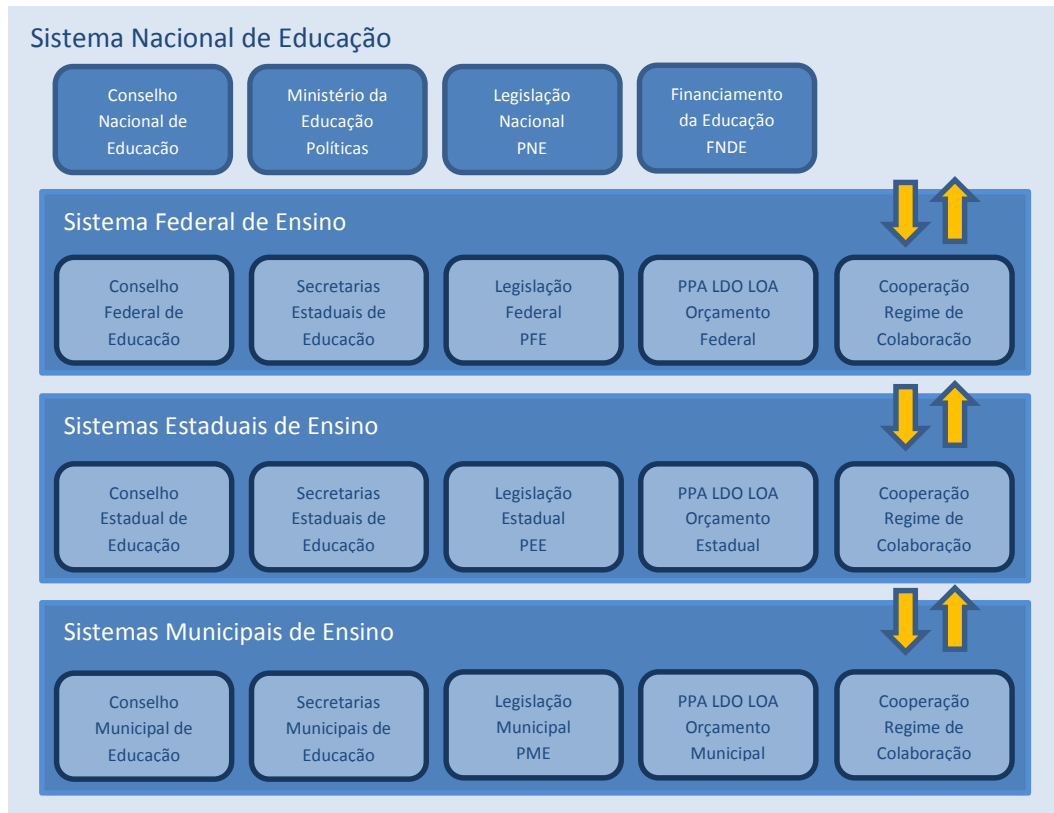 Sistema Nacional de Educação
Conselho
Nacional de
Educação
Ministério da
Educação
Políticas
Legislação
Nacional
PNE
Financiamento
da Educação
FNDE
Sistema Federal de Ensino
Conselho
Federal de
Educação
Secretarias
Estaduais de
Educação
Legislação
Federal
PFE
PPA LDO LOA
Orçamento
Federal
Cooperação
Regime de
Colaboração
Sistemas Estaduais de Ensino
Conselho
Estadual de
Educação
Secretarias
Estaduais de
Educação
Legislação
Estadual
PEE
PPA LDO LOA
Orçamento
Estadual
Cooperação
Regime de
Colaboração
Sistemas Municipais de Ensino
Conselho
Municipal de
Educação
Secretarias
Municipais de
Educação
Legislação
Municipal
PME
PPA LDO LOA
Orçamento
Municipal
Cooperação
Regime de
Colaboração